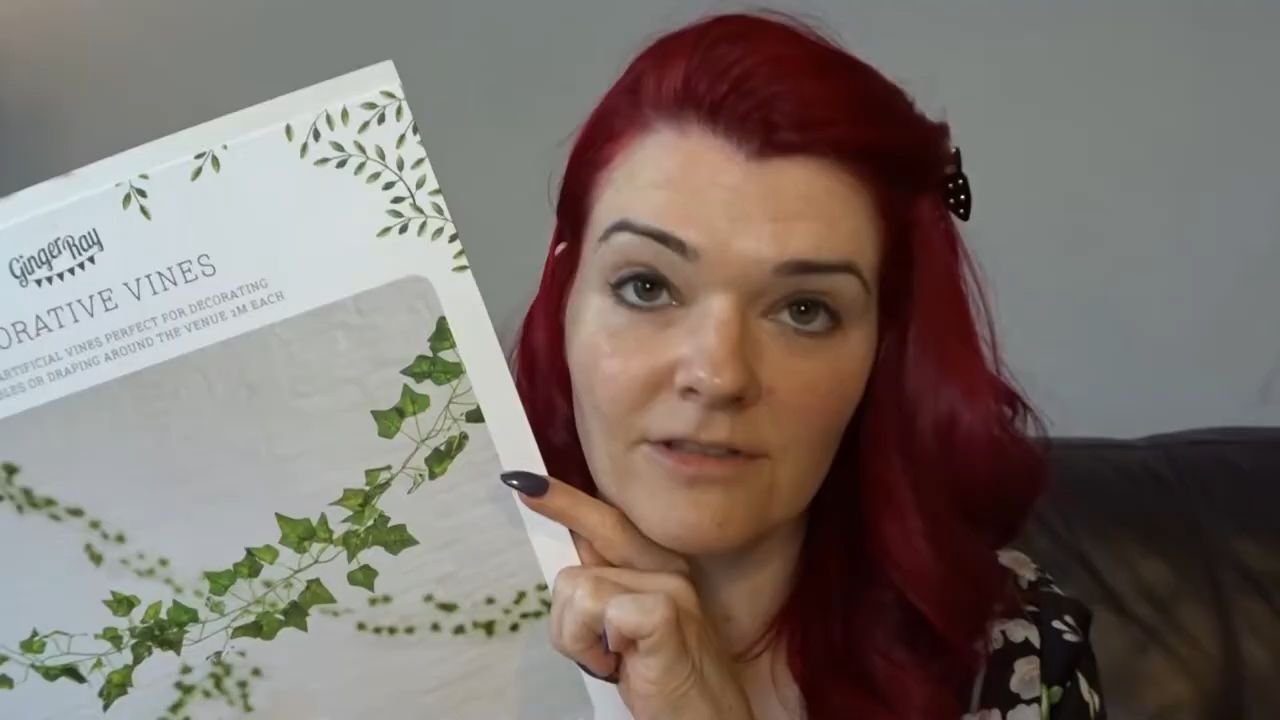 Ginger Ray
ORATIVE VINES
ARTIFICIAL VINES PERFECT FOR DECORATING
BLES OR DRAPING AROUND THE VENUE 2M EACH